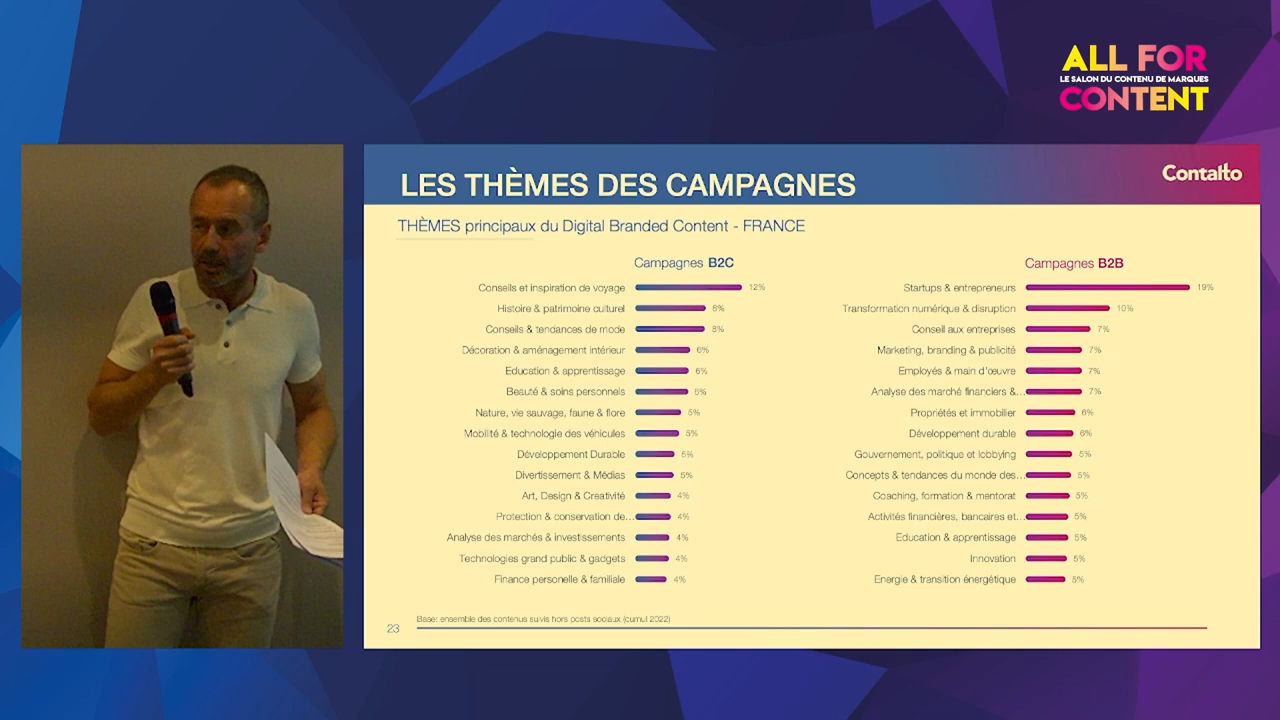 ALL FOR
LE SALON DU CONTENU DE MARQUES
CONTENT
LES THÈMES DES CAMPAGNES
Contalto
THÈMES principaux du Digital Branded Content - FRANCE
Campagnes B2C
Conseils et inspiration de voyage 12%
Histoire & patrimoine culturel 8%
Conseils & tendances de mode 8%
Décoration & aménagement intérieur 6%
Education & apprentissage 6%
Beauté & soins personnels 6%
Nature, vie sauvage, faune & flore 5%
Mobilité & technologie des véhicules 5%
Développement Durable 5%
Divertissement & Médias 5%
Art, Design & Créativité 4%
Protection & conservation de... 4%
Analyse des marchés & investissements 4%
Technologies grand public & gadgets 4%
Finance personelle & familiale 4%
Campagnes B2B
Startups & entrepreneurs 19%
Transformation numérique & disruption 10%
Conseil aux entreprises 7%
Marketing, branding & publicité 7%
Employés & main d'œuvre 7%
Analyse des marché financiers &... 7%
Propriétés et immobilier 6%
Développement durable 6%
Gouvernement, politique et lobbying 5%
Concepts & tendances du monde des... 5%
Coaching, formation & mentorat 5%
Activités financières, bancaires et... 5%
Education & apprentissage 5%
Innovation 5%
Energie & transition énergétique 5%
Base: ensemble des contenus suivis hors posts sociaux (cumul 2022)
23